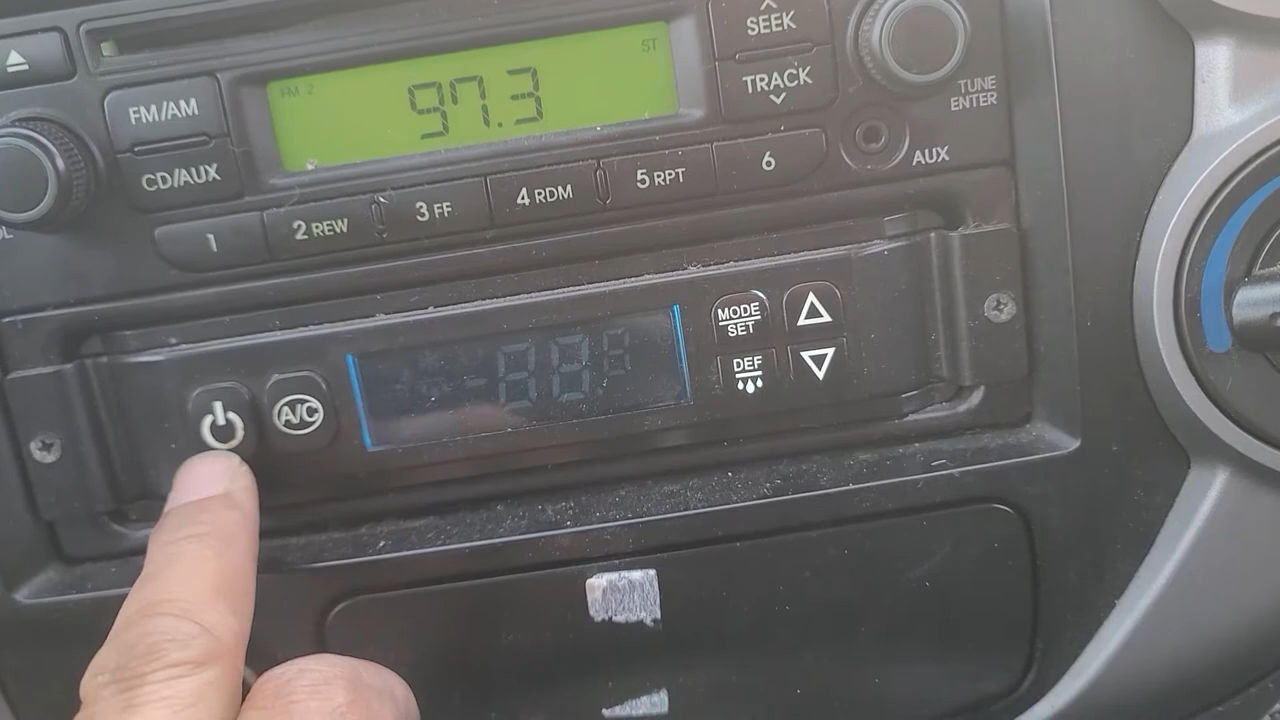 SEEK
FM 2
ST
97.3
TRACK
FM/AM
TUNE
ENTER
CD/AUX
AUX
1
2 REW
3 FF
4 RDM
5 RPT
6
MODE
SET
A/C
DEF